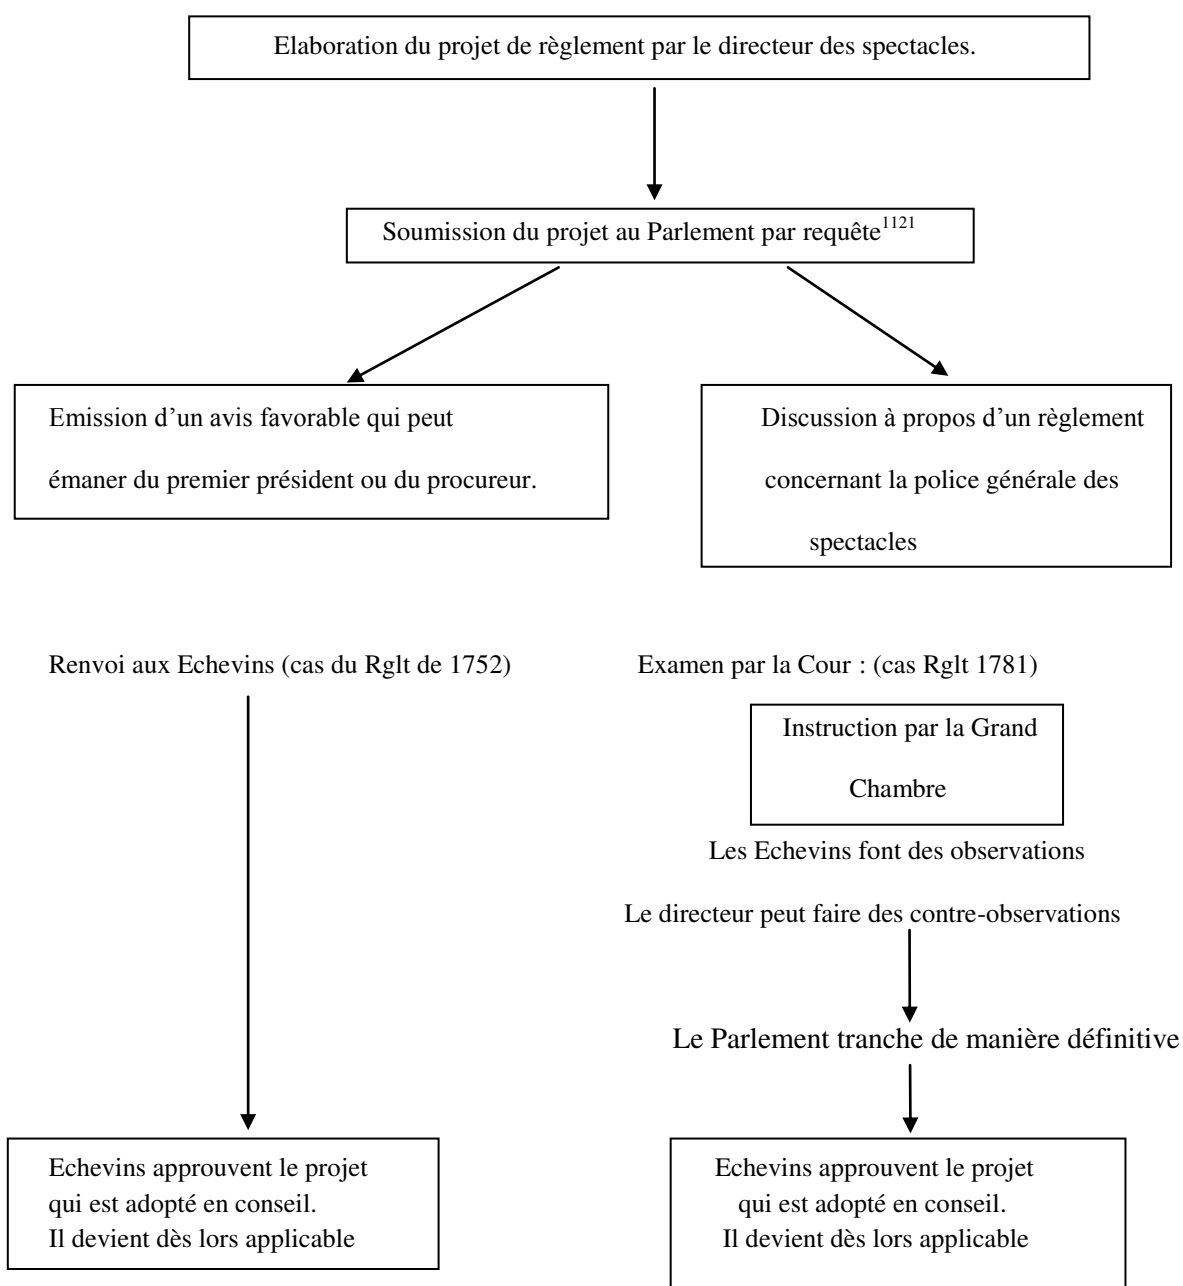 Elaboration du projet de règlement par le directeur des spectacles.
Soumission du projet au Parlement par requête1121
Emission d’un avis favorable qui peut
émaner du premier président ou du procureur.
Discussion à propos d’un règlement
concernant la police générale des
spectacles
Renvoi aux Echevins (cas du Rglt de 1752)
Examen par la Cour : (cas Rglt 1781)
Instruction par la Grand
Chambre
Les Echevins font des observations
Le directeur peut faire des contre-observations
Le Parlement tranche de manière définitive
Echevins approuvent le projet
qui est adopté en conseil.
Il devient dès lors applicable
Echevins approuvent le projet
qui est adopté en conseil.
Il devient dès lors applicable